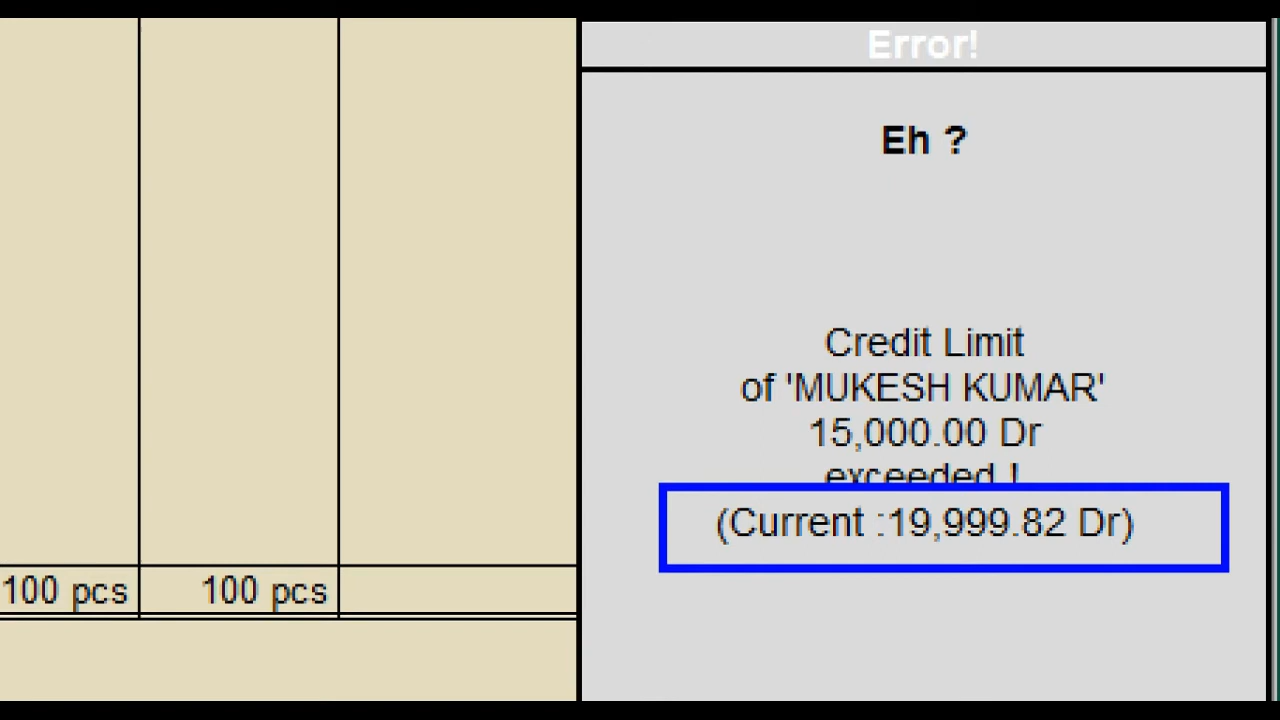 Error!
Eh ?
Credit Limit
of 'MUKESH KUMAR'
15,000.00 Dr
exceeded !
(Current :19,999.82 Dr)
100 pcs 100 pcs